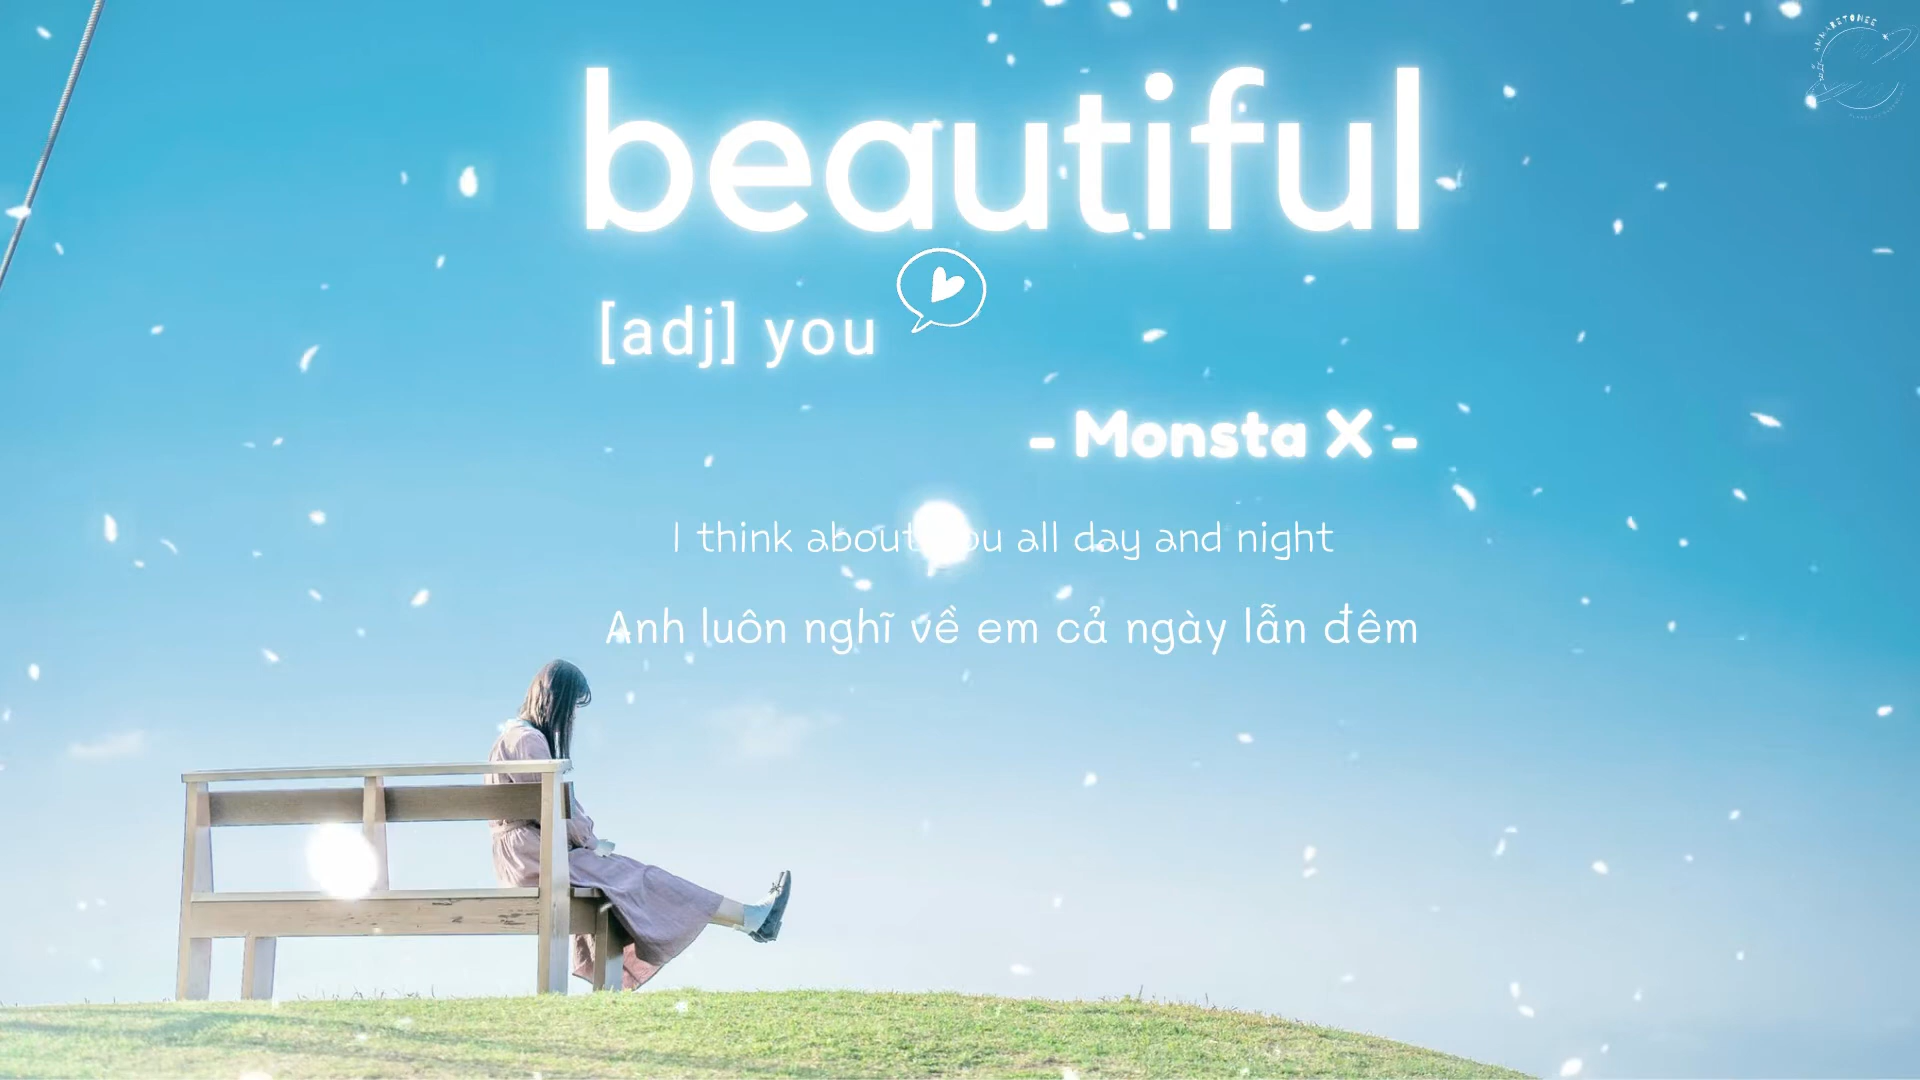 beautiful
[adj] you
- Monsta X -
I think about you all day and night
Anh luôn nghĩ về em cả ngày lẫn đêm